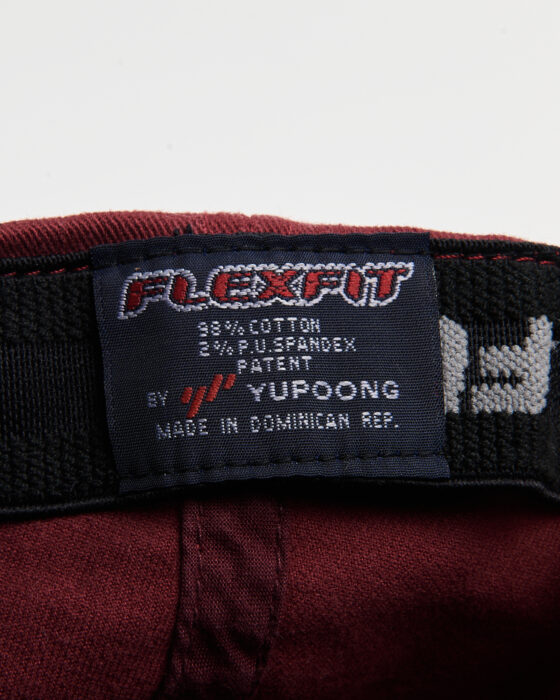 FLEXFIT
98% COTTON
2% P.U.SPANDEX
PATENT
BY YUPOONG
MADE IN DOMINICAN REP.